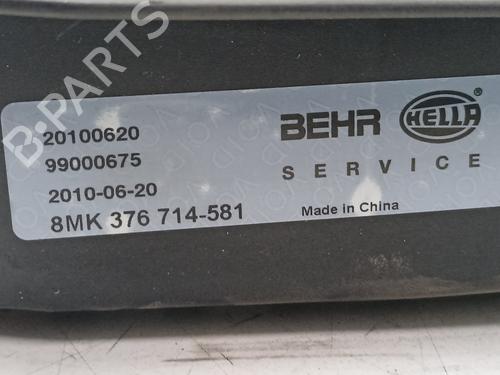 B-PARTS
20100620
99000675
2010-06-20
8MK 376 714-581
BEHR HELLA®
SERVICE
Made in China